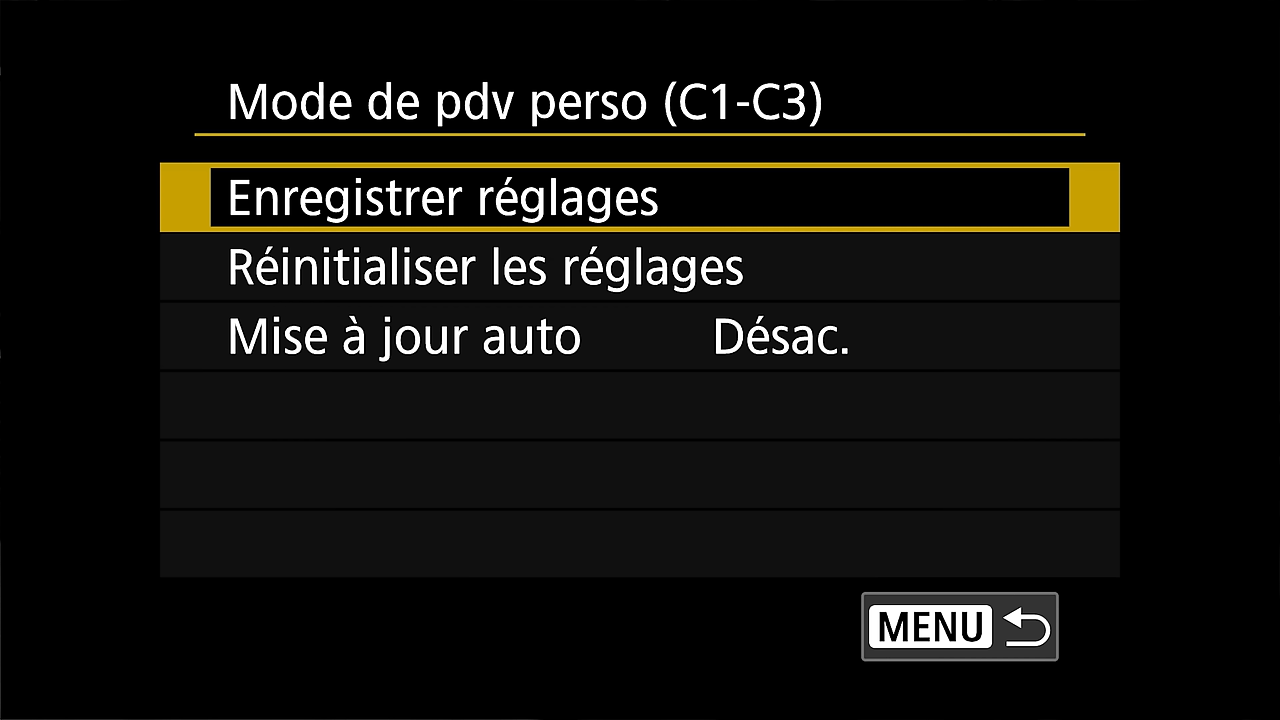 Mode de pdv perso (C1-C3)
Enregistrer réglages
Réinitialiser les réglages
Mise à jour auto Désac.
MENU